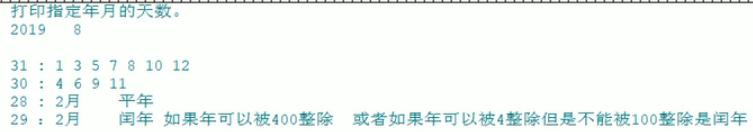 打印指定年月的天数。
2019 8
31 : 1 3 5 7 8 10 12
30 : 4 6 9 11
28 : 2月 平年
29 : 2月 闰年 如果年可以被400整除 或者如果年可以被4整除但是不能被100整除是闰年